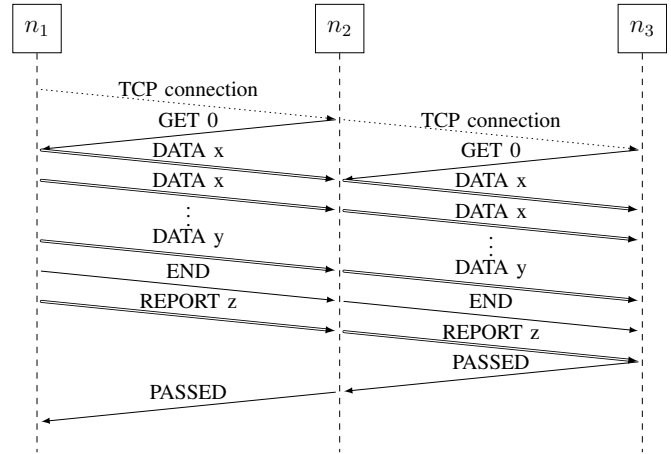 n1 n2 n3
TCP connection
GET 0 TCP connection
DATA x GET 0
DATA x DATA x
⋮ DATA x
DATA y ⋮
END DATA y
REPORT z END
REPORT z
PASSED
PASSED